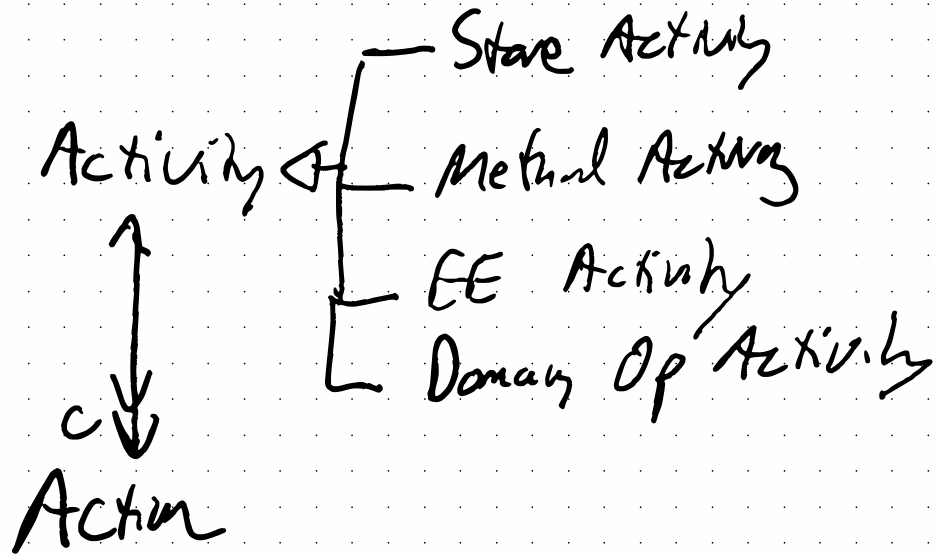 State Activity
Activity
Method Activity
EE Activity
Domain Op Activity
C
Action